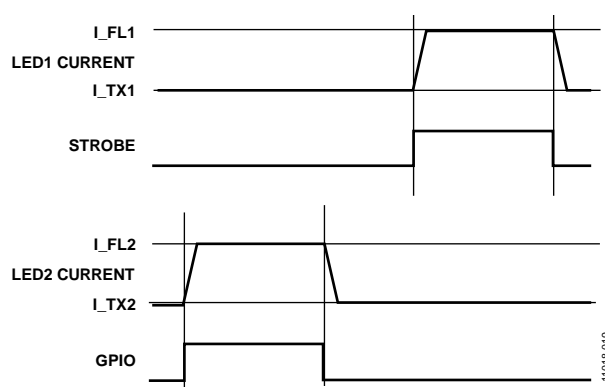 I_FL1
LED1 CURRENT
I_TX1
STROBE
I_FL2
LED2 CURRENT
I_TX2
GPIO